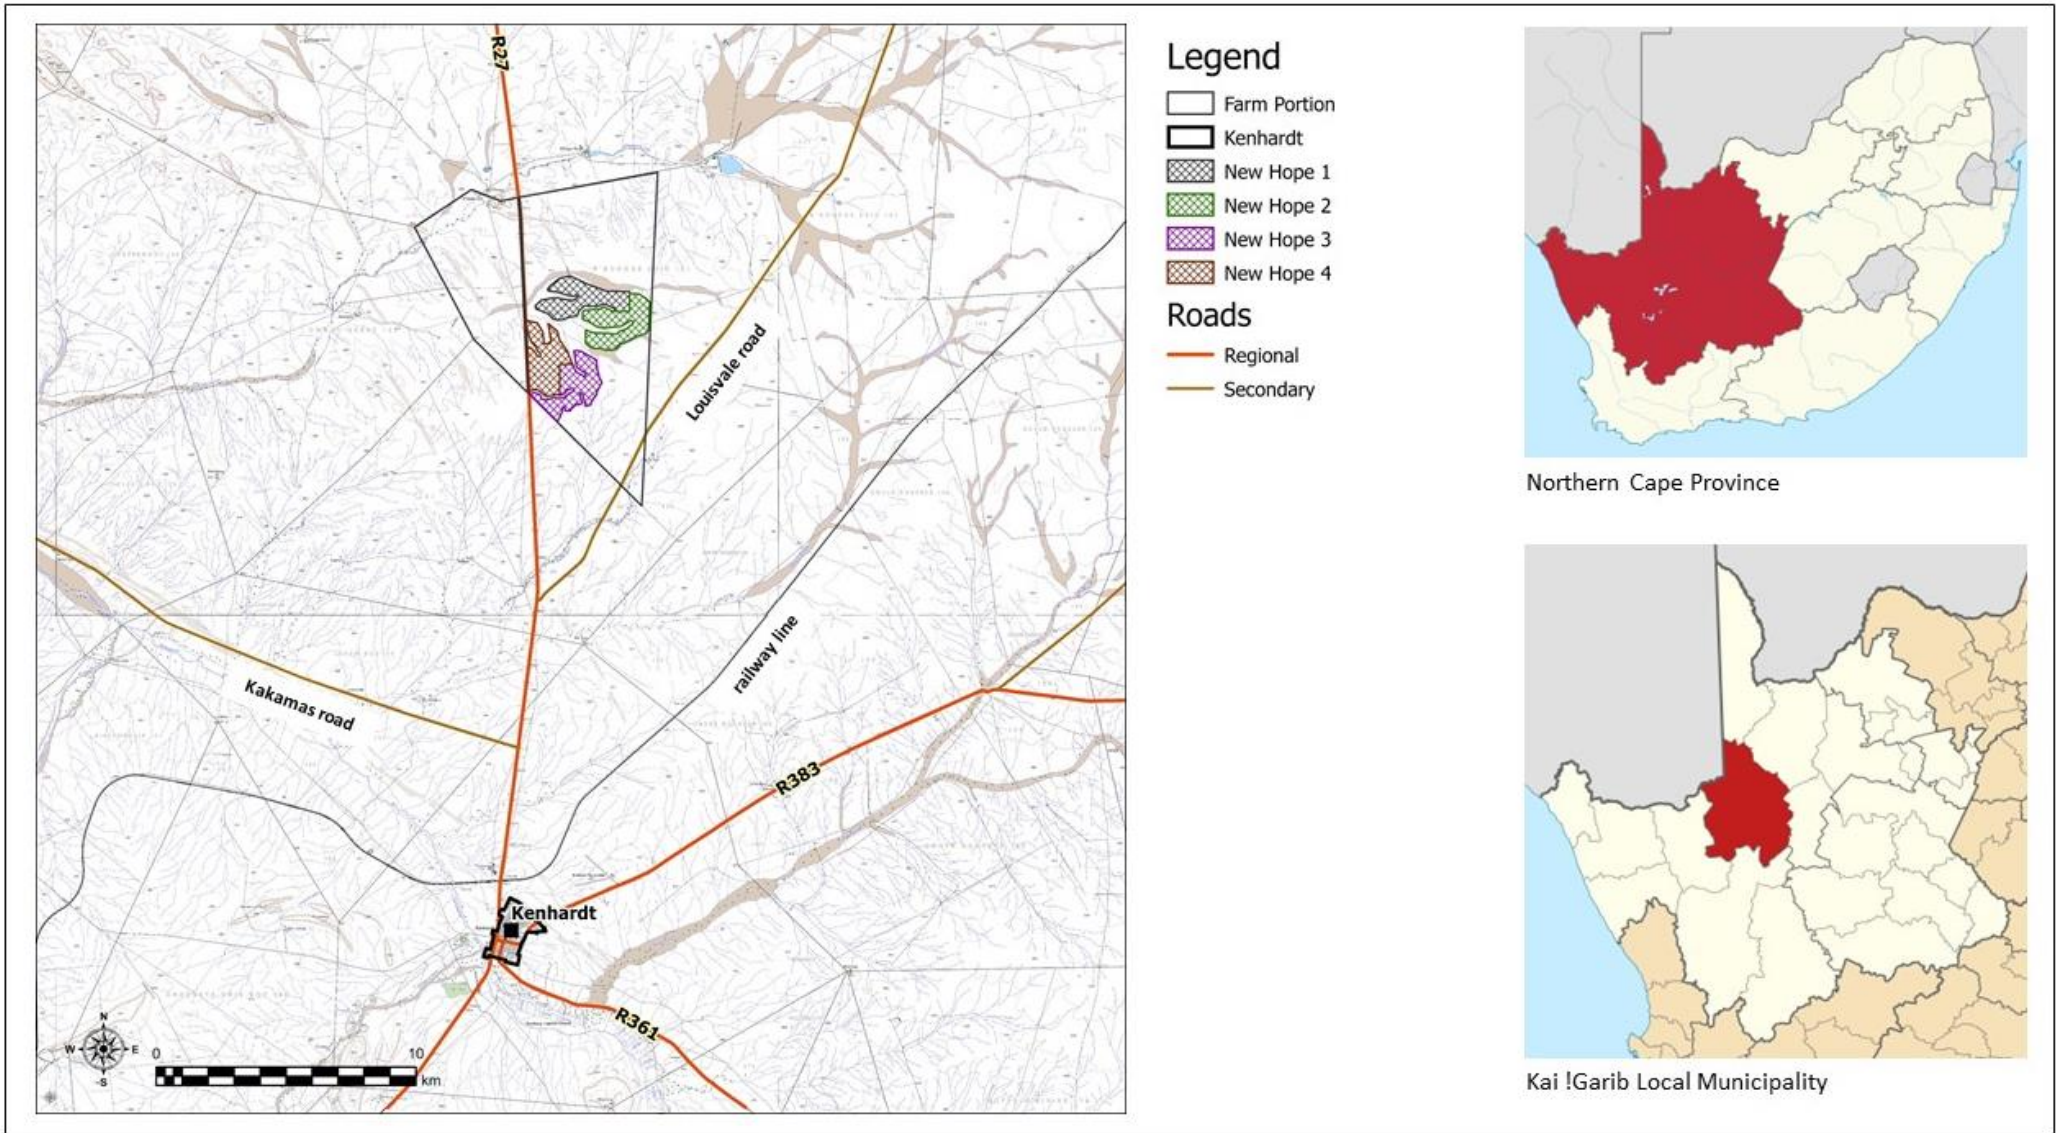 R27
Louisvale road
Kakamas road
railway line
R383
Kenhardt
R361
N
W
E
S
0
10
km
Legend
Farm Portion
Kenhardt
New Hope 1
New Hope 2
New Hope 3
New Hope 4
Roads
Regional
Secondary
Northern Cape Province
Kai !Garib Local Municipality